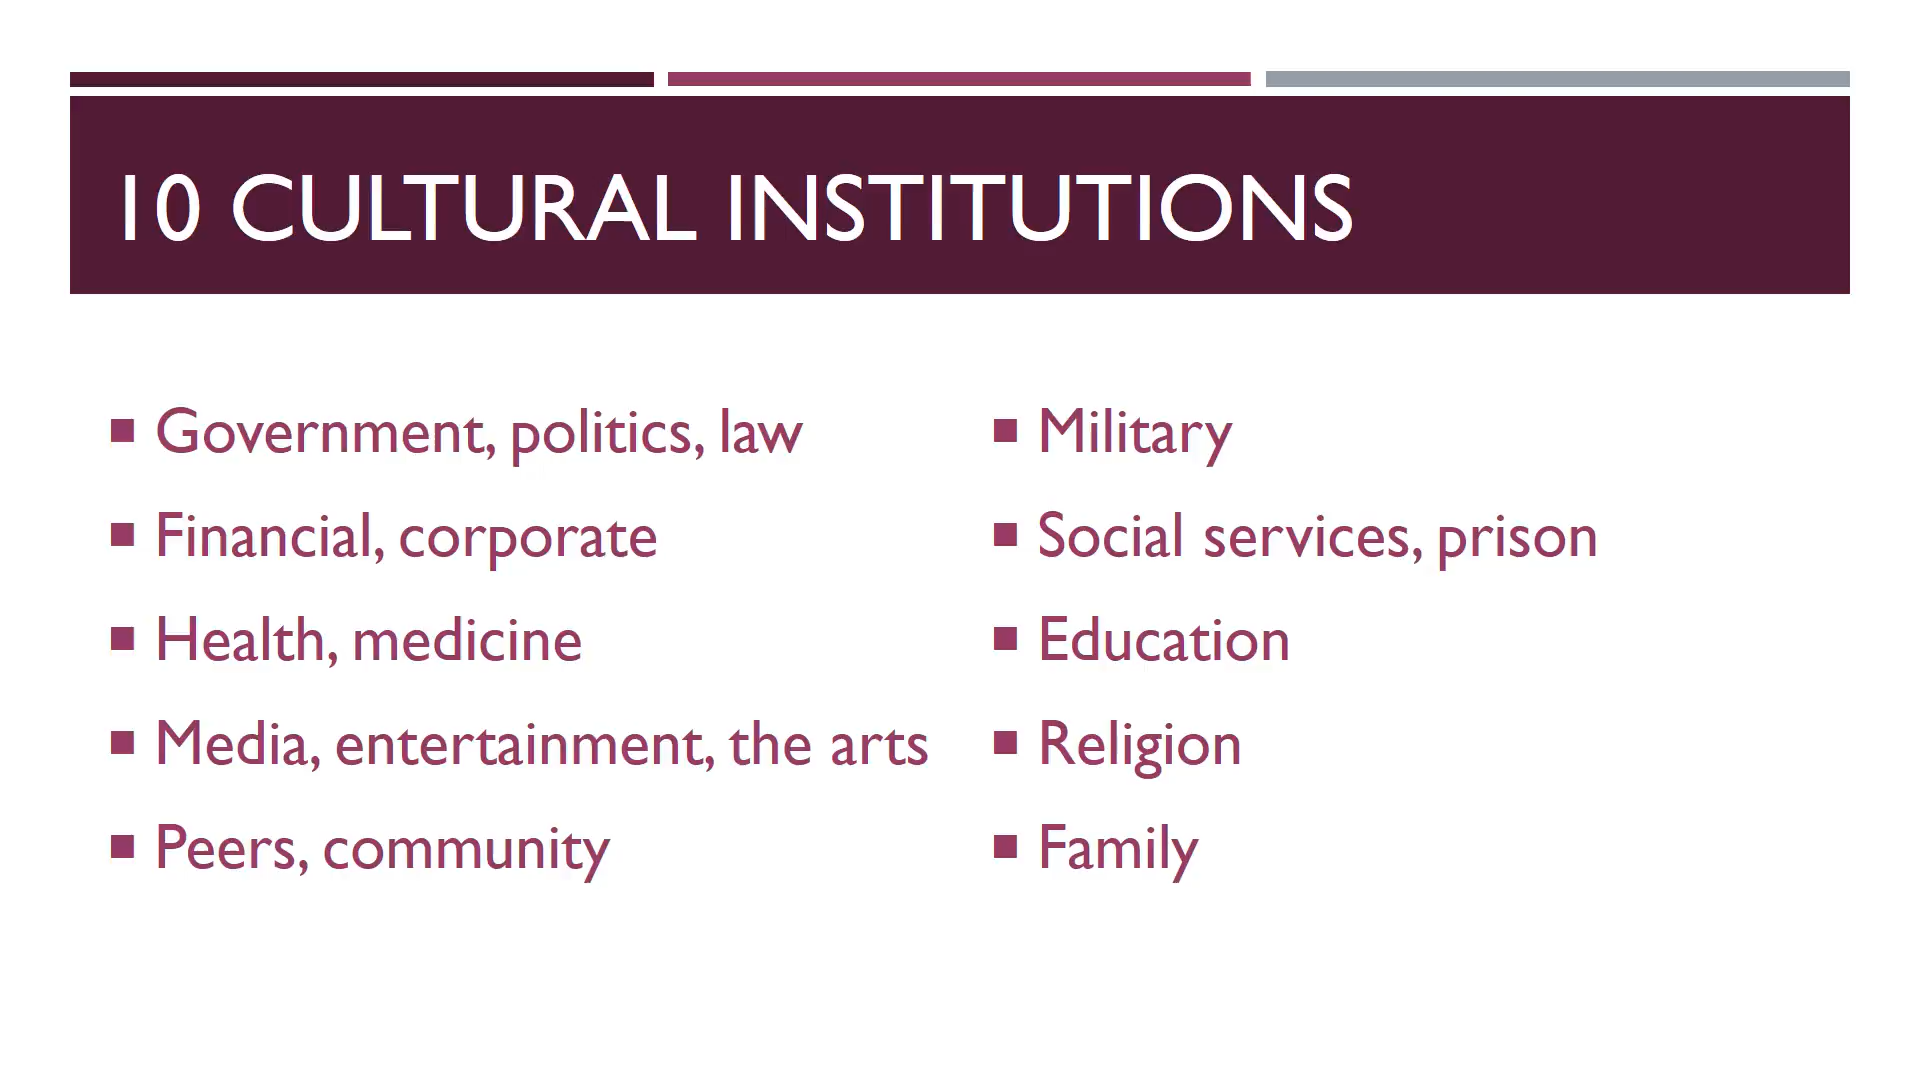 10 CULTURAL INSTITUTIONS
Government, politics, law
Financial, corporate
Health, medicine
Media, entertainment, the arts
Peers, community
Military
Social services, prison
Education
Religion
Family